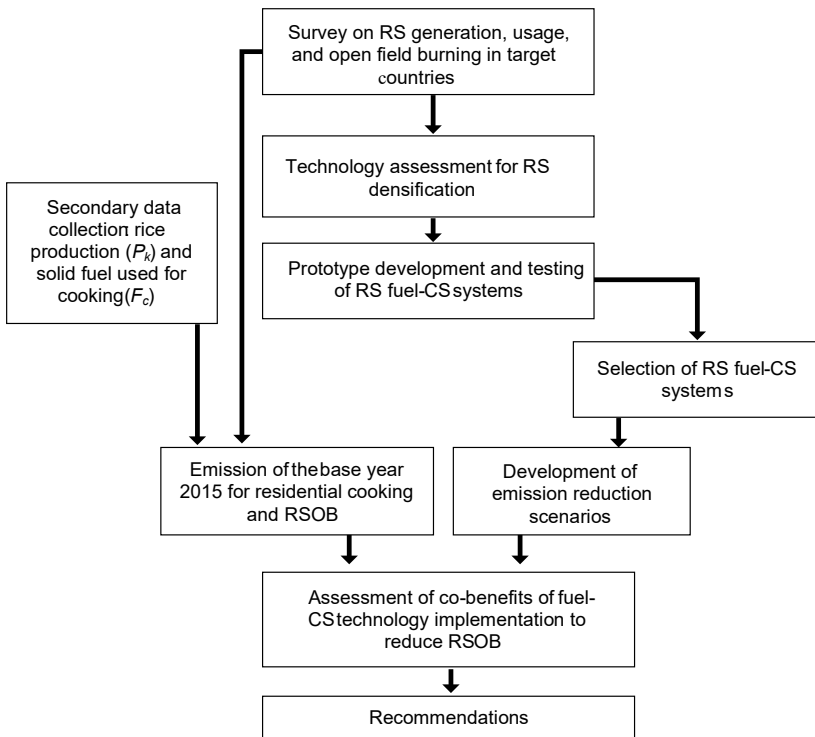 Survey on RS generation, usage,
and open field burning in target
countries
Technology assessment for RS
densification
Secondary data
collection rice
production (Pk) and
solid fuel used for
cooking(Fc)
Prototype development and testing
of RS fuel-CS systems
Selection of RS fuel-CS
systems
Emission of the base year
2015 for residential cooking
and RSOB
Development of
emission reduction
scenarios
Assessment of co-benefits of fuel-
CS technology implementation to
reduce RSOB
Recommendations